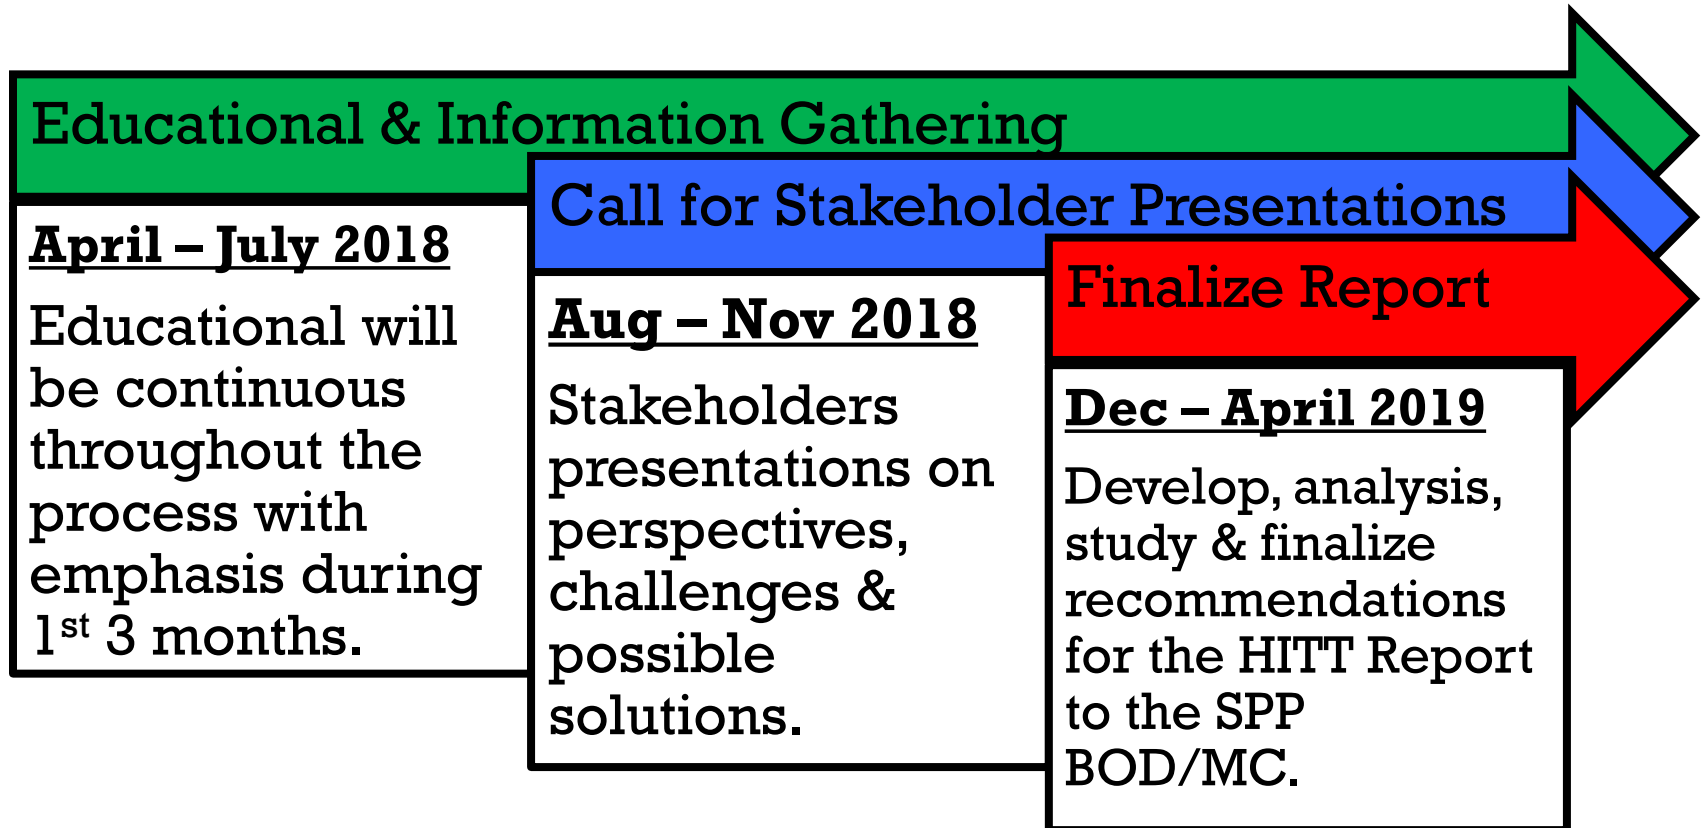 Educational & Information Gathering
April – July 2018
Educational will
be continuous
throughout the
process with
emphasis during
1st 3 months.
Call for Stakeholder Presentations
Aug – Nov 2018
Stakeholders
presentations on
perspectives,
challenges &
possible
solutions.
Finalize Report
Dec – April 2019
Develop, analysis,
study & finalize
recommendations
for the HITT Report
to the SPP
BOD/MC.